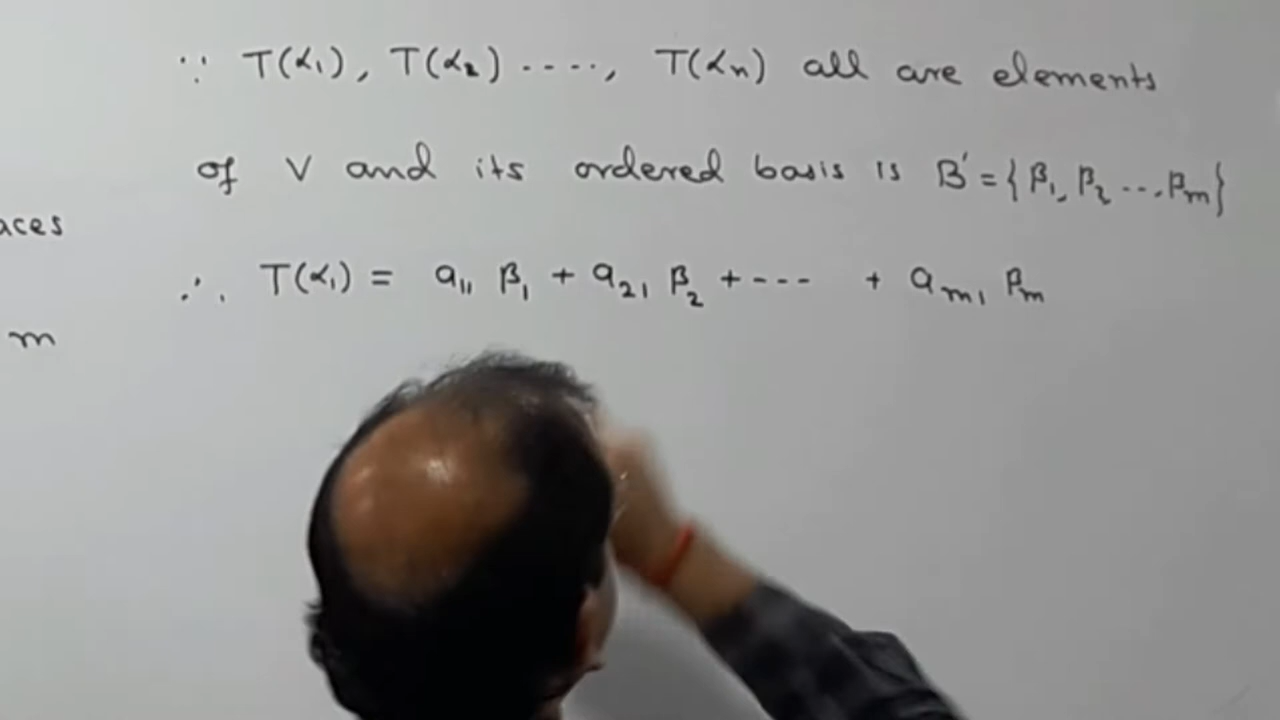 ∵ T(α₁), T(α₂) ----, T(αₙ) all are elements
of V and its ordered basis is B' = {β₁, β₂ ---, βₘ}
aces
∴ T(α₁) = a₁₁ β₁ + a₂₁ β₂ + --- + aₘ₁ βₘ
m